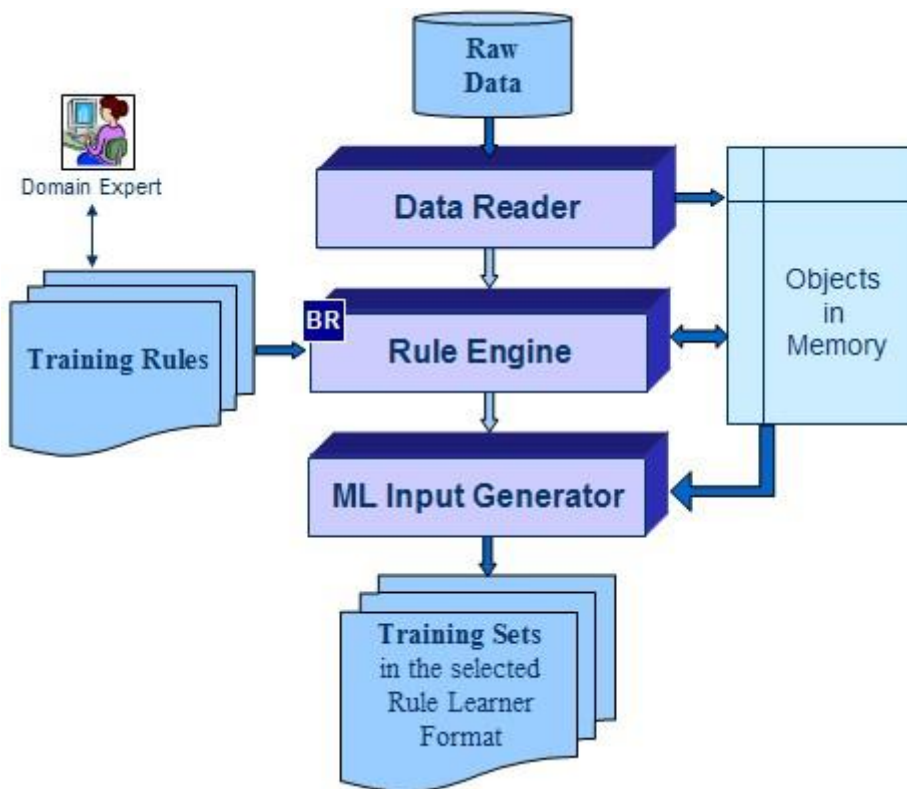 Raw
Data
Domain Expert
Data Reader
Objects
in
Memory
BR
Training Rules
Rule Engine
ML Input Generator
Training Sets
in the selected
Rule Learner
Format